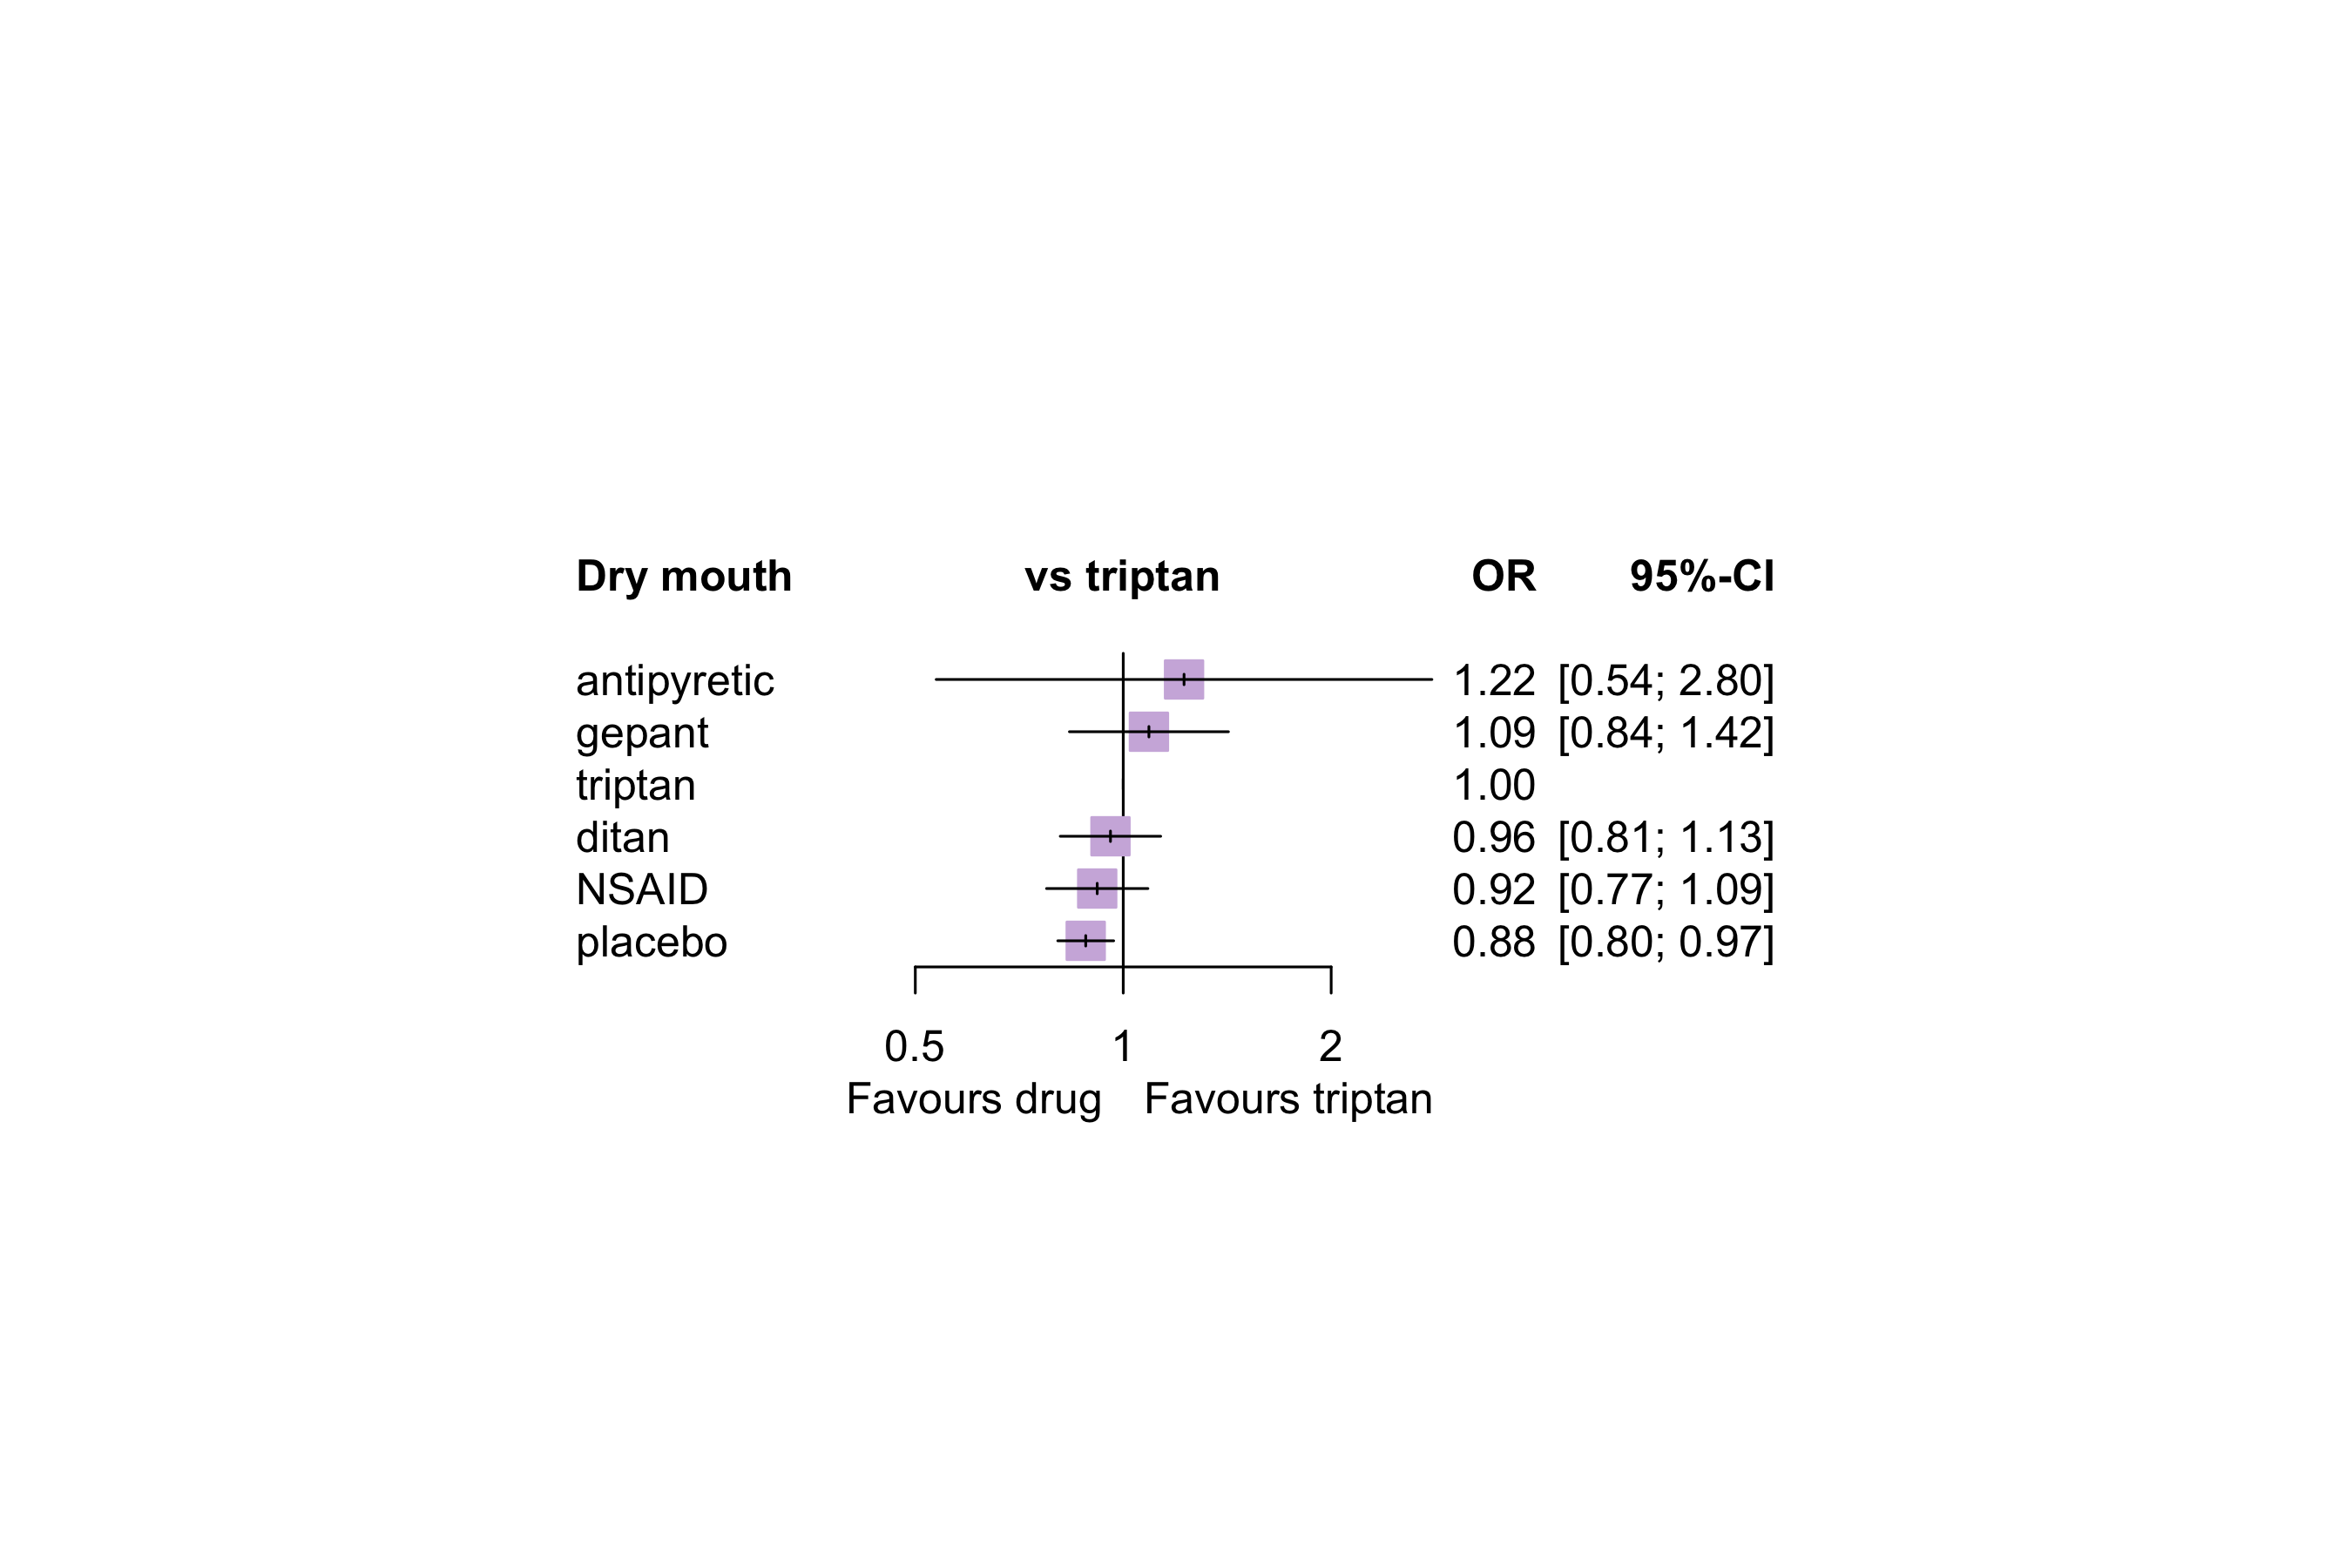 Dry mouth vs triptan OR 95%-CI
antipyretic 1.22 [0.54; 2.80]
gepant 1.09 [0.84; 1.42]
triptan 1.00
ditan 0.96 [0.81; 1.13]
NSAID 0.92 [0.77; 1.09]
placebo 0.88 [0.80; 0.97]
0.5 1 2
Favours drug Favours triptan